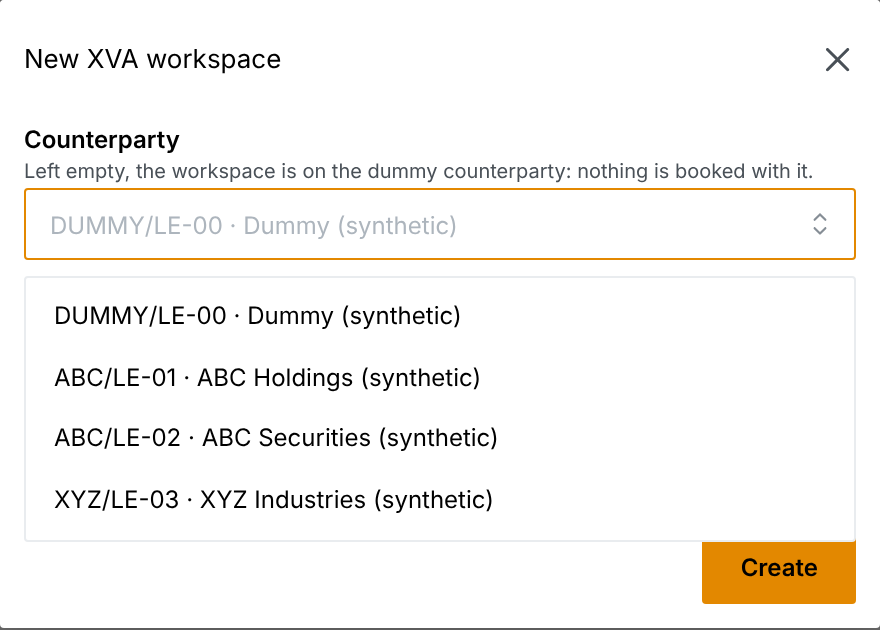 New XVA workspace
Counterparty
Left empty, the workspace is on the dummy counterparty: nothing is booked with it.
DUMMY/LE-00 · Dummy (synthetic)
DUMMY/LE-00 · Dummy (synthetic)
ABC/LE-01 · ABC Holdings (synthetic)
ABC/LE-02 · ABC Securities (synthetic)
XYZ/LE-03 · XYZ Industries (synthetic)
Create